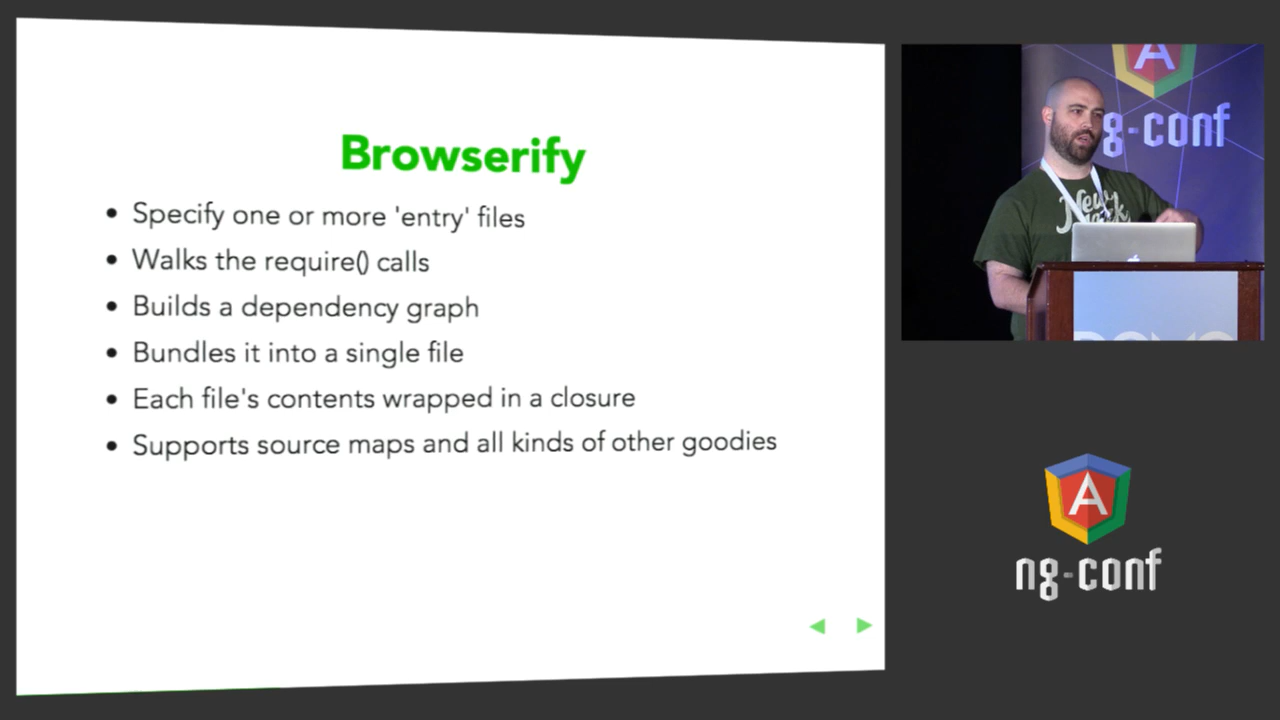 Browserify
• Specify one or more 'entry' files
• Walks the require() calls
• Builds a dependency graph
• Bundles it into a single file
• Each file's contents wrapped in a closure
• Supports source maps and all kinds of other goodies
A
g-conf
New
A
ng-conf